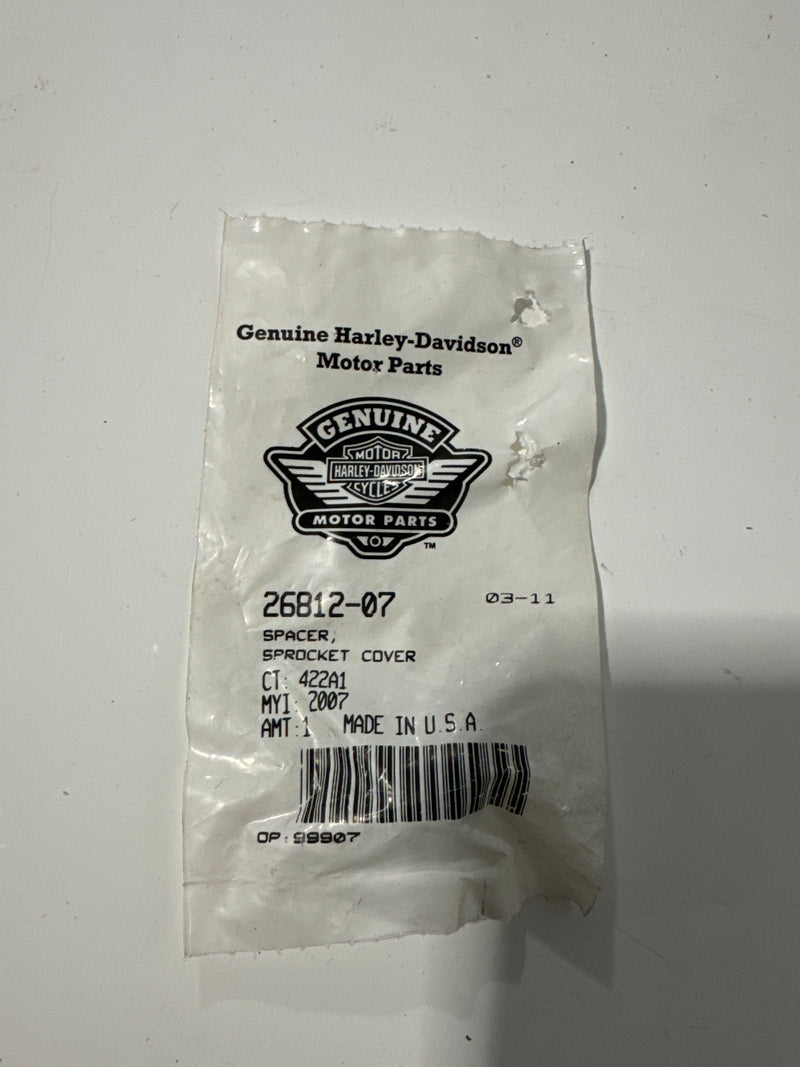 Genuine Harley-Davidson®
Motor Parts
GENUINE
MOTOR
HARLEY-DAVIDSON
CYCLES
MOTOR PARTS
TM
26812-07 03-11
SPACER,
SPROCKET COVER
CT: 422A1
MYI: 2007
AMT:1 MADE IN U.S.A.
OP:99907